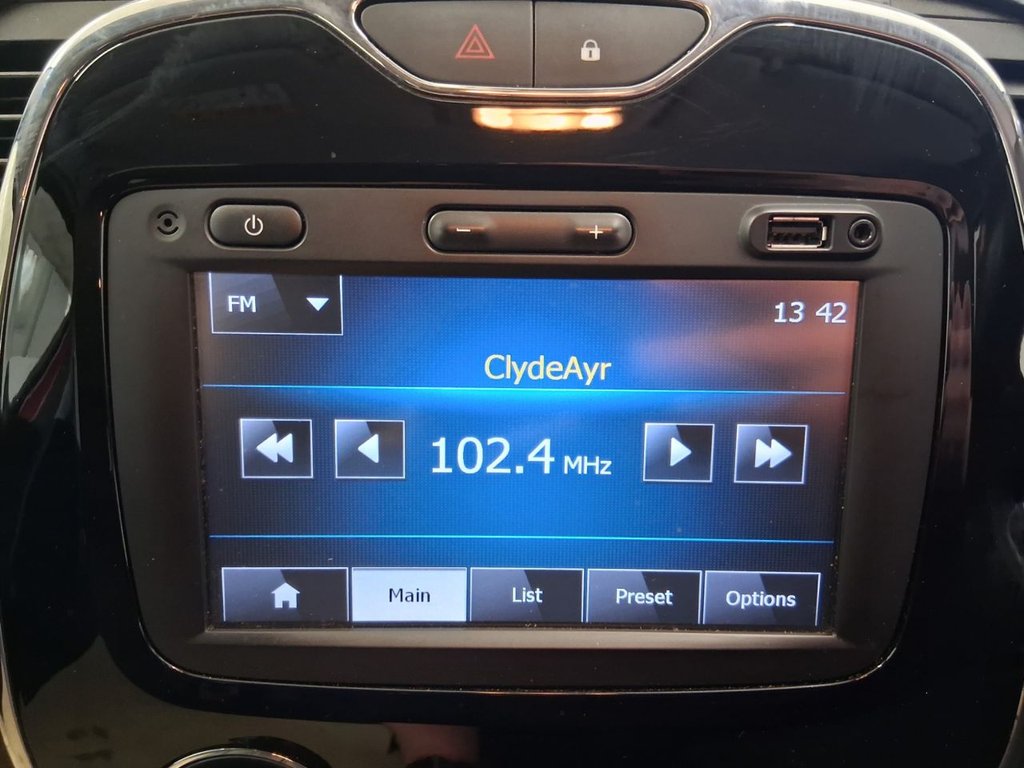 FM
13 42
ClydeAyr
102.4 MHz
Main
List
Preset
Options